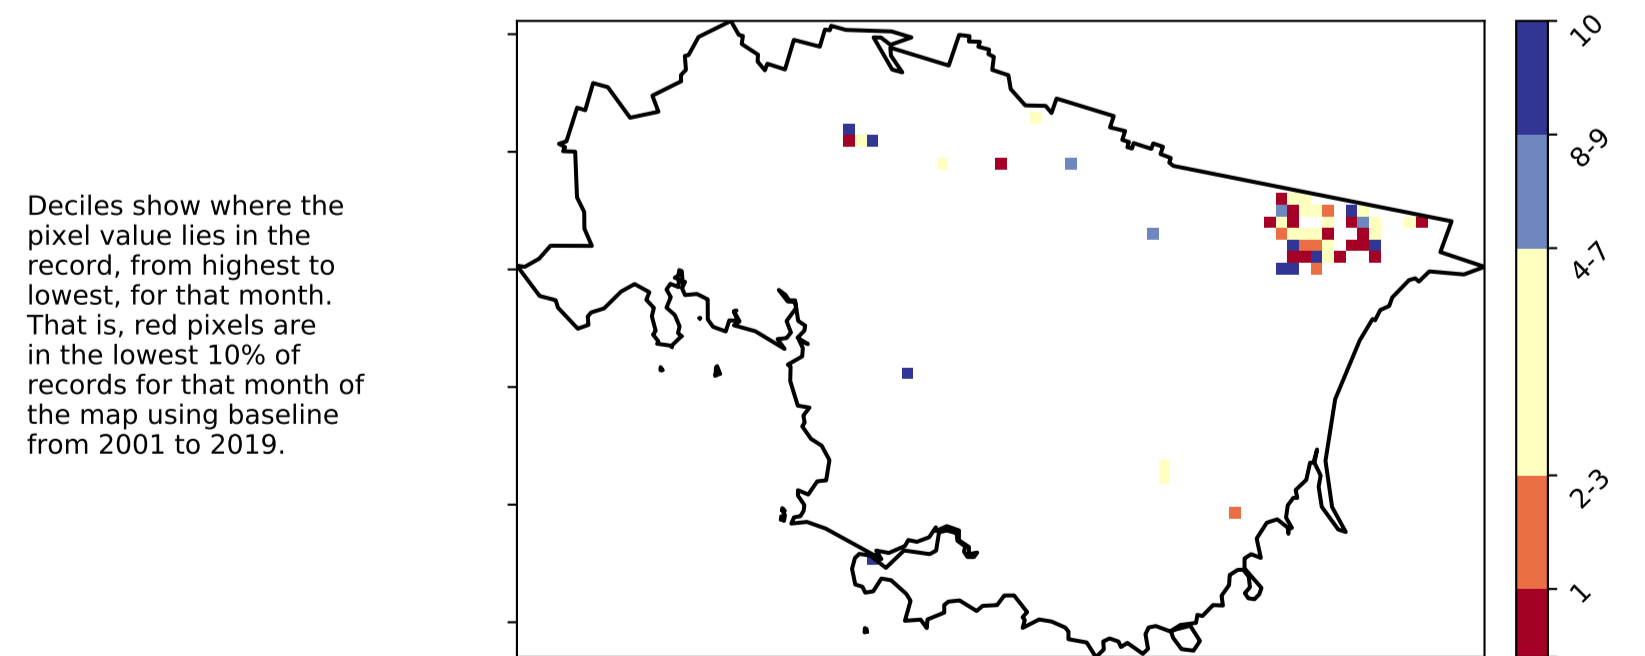 Deciles show where the
pixel value lies in the
record, from highest to
lowest, for that month.
That is, red pixels are
in the lowest 10% of
records for that month of
the map using baseline
from 2001 to 2019.
10
8-9
4-7
2-3
1